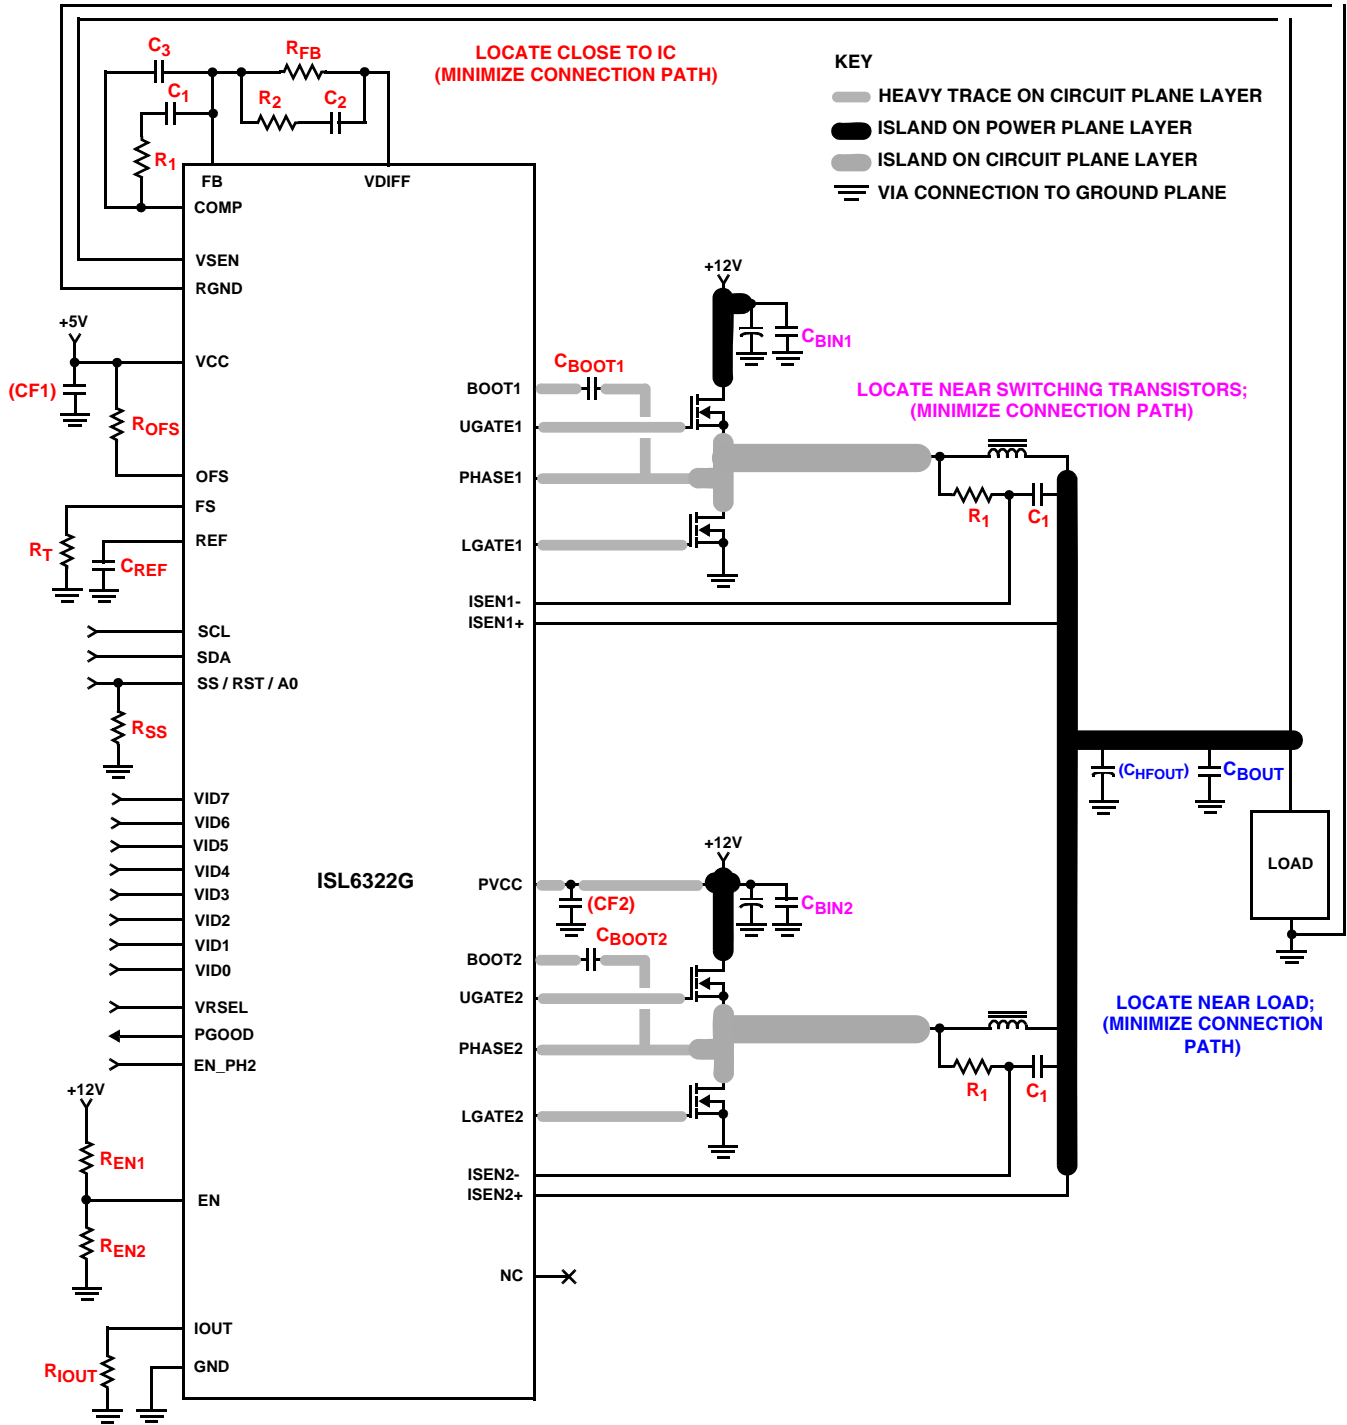 C3
RFB
LOCATE CLOSE TO IC
(MINIMIZE CONNECTION PATH)
C1
R2
C2
R1
KEY
HEAVY TRACE ON CIRCUIT PLANE LAYER
ISLAND ON POWER PLANE LAYER
ISLAND ON CIRCUIT PLANE LAYER
VIA CONNECTION TO GROUND PLANE
FB
VDIFF
COMP
VSEN
RGND
+5V
VCC
(CF1)
ROFS
OFS
FS
REF
RT
CREF
SCL
SDA
SS / RST / A0
RSS
VID7
VID6
VID5
VID4
VID3
VID2
VID1
VID0
VRSEL
PGOOD
EN_PH2
+12V
REN1
EN
REN2
IOUT
GND
RIOUT
ISL6322G
+12V
CBIN1
CBOOT1
BOOT1
UGATE1
PHASE1
LGATE1
ISEN1-
ISEN1+
LOCATE NEAR SWITCHING TRANSISTORS;
(MINIMIZE CONNECTION PATH)
R1
C1
(CHFOUT)
CBOUT
LOAD
+12V
PVCC
(CF2)
CBIN2
CBOOT2
BOOT2
UGATE2
PHASE2
LGATE2
ISEN2-
ISEN2+
R1
C1
LOCATE NEAR LOAD;
(MINIMIZE CONNECTION
PATH)
NC